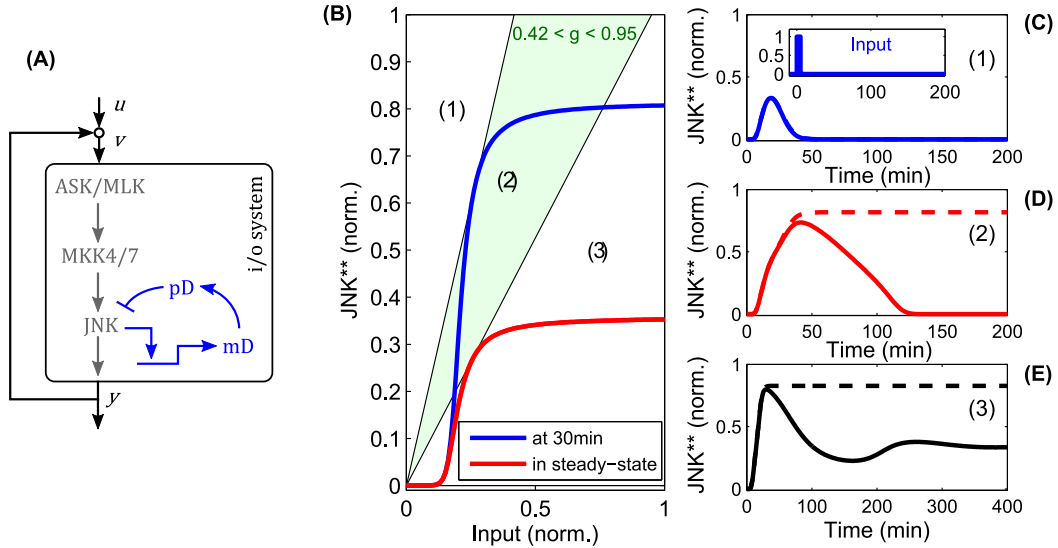 (A)
u
v
ASK/MLK
MKK4/7
JNK
pD
mD
i/o system
y
(B)
0.42 < g < 0.95
(1)
(2)
(3)
1
0.9
0.8
0.7
0.6
0.5
0.4
0.3
0.2
0.1
0
JNK** (norm.)
0
0.5
1
Input (norm.)
at 30min
in steady-state
(C)
1
0.5
0
JNK** (norm.)
1
0.5
0
Input
0
100
200
(1)
0
50
100
150
200
Time (min)
(D)
1
0.5
0
JNK** (norm.)
(2)
0
50
100
150
200
Time (min)
(E)
1
0.5
0
JNK** (norm.)
(3)
0
100
200
300
400
Time (min)